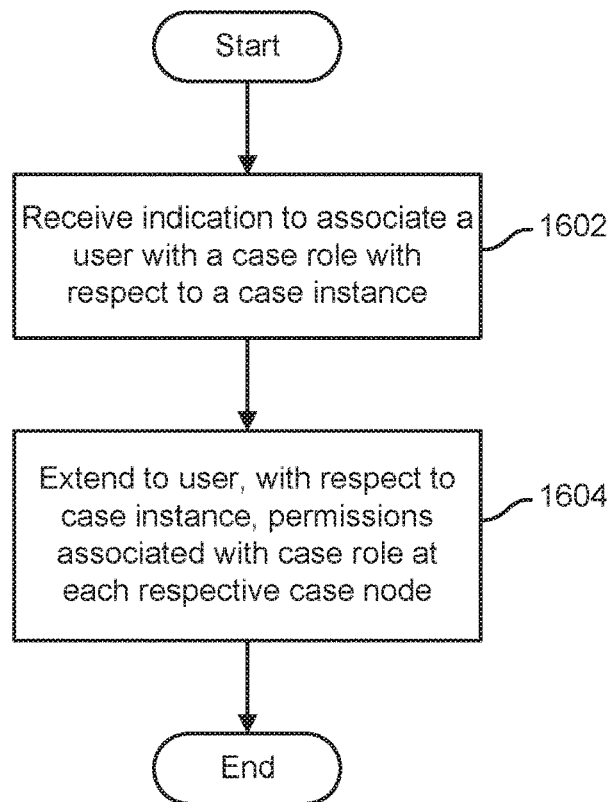 Start
Receive indication to associate a
user with a case role with
respect to a case instance
1602
Extend to user, with respect to
case instance, permissions
associated with case role at
each respective case node
1604
End